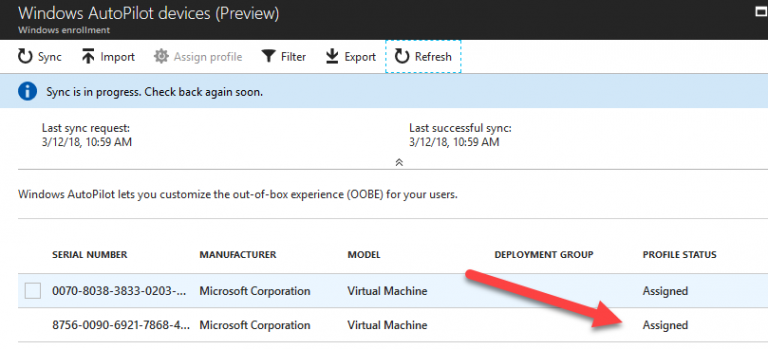 Windows AutoPilot devices (Preview)
Windows enrollment
Sync Import Assign profile Filter Export Refresh
Sync is in progress. Check back again soon.
Last sync request: Last successful sync:
3/12/18, 10:59 AM 3/12/18, 10:59 AM
Windows AutoPilot lets you customize the out-of-box experience (OOBE) for your users.
SERIAL NUMBER MANUFACTURER MODEL DEPLOYMENT GROUP PROFILE STATUS
0070-8038-3833-0203-... Microsoft Corporation Virtual Machine Assigned
8756-0090-6921-7868-4... Microsoft Corporation Virtual Machine Assigned